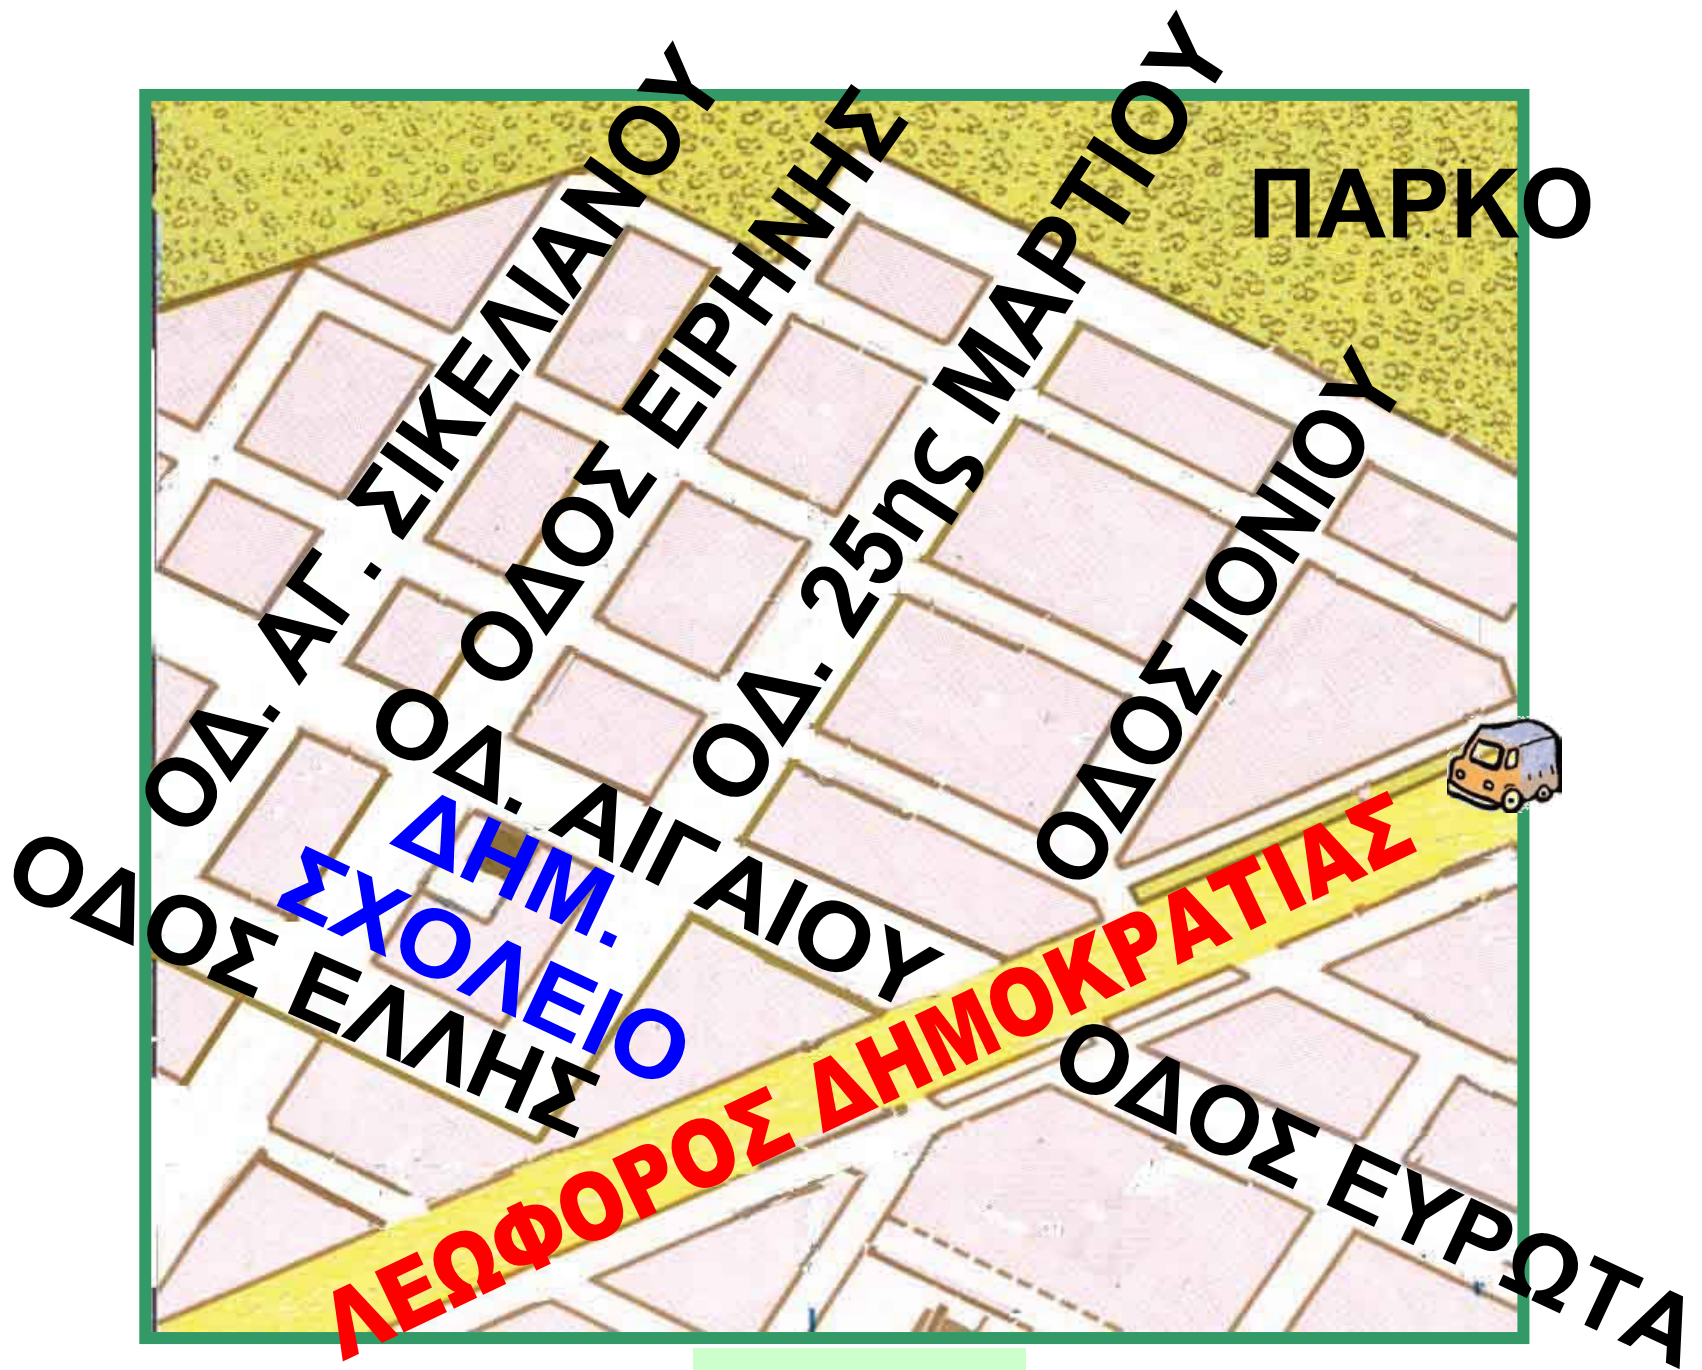 ΟΔ. ΑΓ. ΣΙΚΕΛΙΑΝΟΥ
ΟΔΟΣ ΕΙΡΗΝΗΣ
ΟΔ. 25ης ΜΑΡΤΙΟΥ
ΠΑΡΚΟ
ΟΔΟΣ ΙΟΝΙΟΥ
ΟΔ. ΑΙΓΑΙΟΥ
ΔΗΜ.
ΣΧΟΛΕΙΟ
ΟΔΟΣ ΕΛΛΗΣ
ΛΕΩΦΟΡΟΣ ΔΗΜΟΚΡΑΤΙΑΣ
ΟΔΟΣ ΕΥΡΩΤΑ